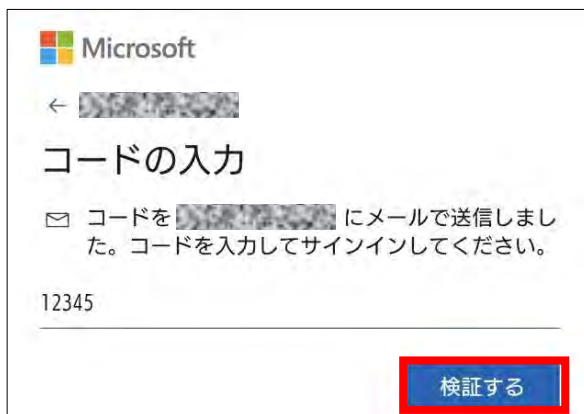 Microsoft
←
コードの入力
コードを にメールで送信しまし
た。コードを入力してサインインしてください。
12345
検証する